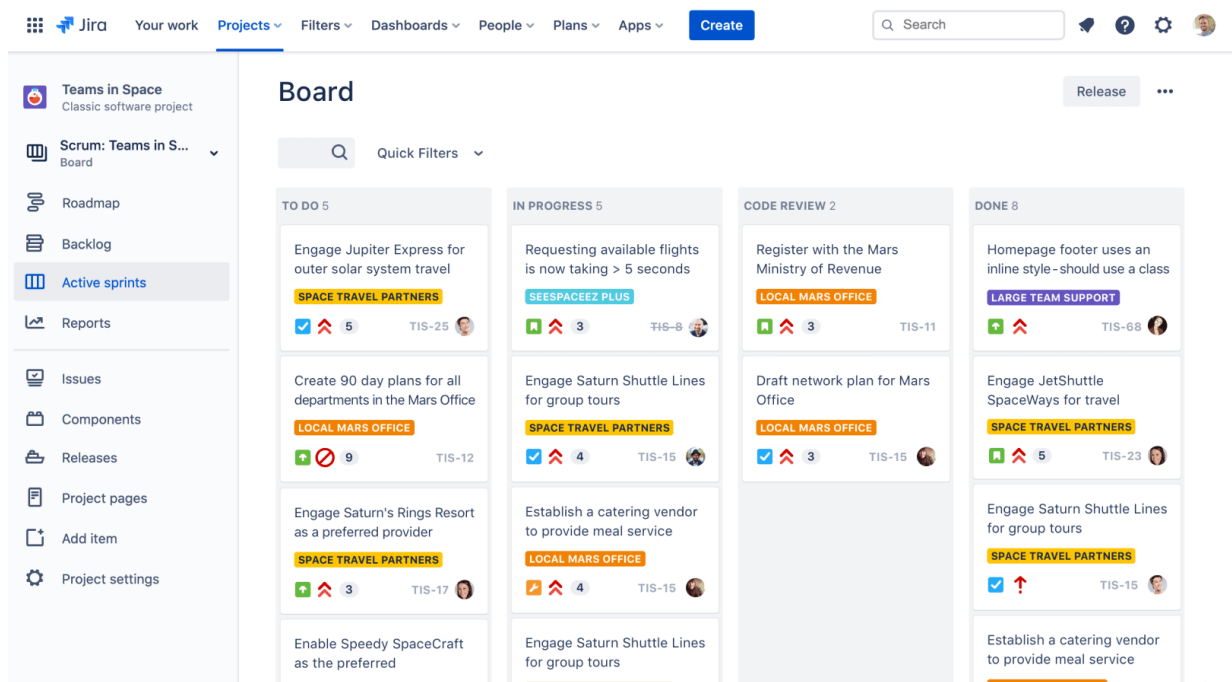 Jira
Your work
Projects
Filters
Dashboards
People
Plans
Apps
Create
Search
Teams in Space
Classic software project
Scrum: Teams in S...
Board
Roadmap
Backlog
Active sprints
Reports
Issues
Components
Releases
Project pages
Add item
Project settings
Board
Release
Quick Filters
TO DO 5
Engage Jupiter Express for
outer solar system travel
SPACE TRAVEL PARTNERS
5
TIS-25
Create 90 day plans for all
departments in the Mars Office
LOCAL MARS OFFICE
9
TIS-12
Engage Saturn's Rings Resort
as a preferred provider
SPACE TRAVEL PARTNERS
3
TIS-17
Enable Speedy SpaceCraft
as the preferred
IN PROGRESS 5
Requesting available flights
is now taking > 5 seconds
SEESPACEEZ PLUS
3
TIS-8
Engage Saturn Shuttle Lines
for group tours
SPACE TRAVEL PARTNERS
4
TIS-15
Establish a catering vendor
to provide meal service
LOCAL MARS OFFICE
4
TIS-15
Engage Saturn Shuttle Lines
for group tours
CODE REVIEW 2
Register with the Mars
Ministry of Revenue
LOCAL MARS OFFICE
3
TIS-11
Draft network plan for Mars
Office
LOCAL MARS OFFICE
3
TIS-15
DONE 8
Homepage footer uses an
inline style-should use a class
LARGE TEAM SUPPORT
TIS-68
Engage JetShuttle
SpaceWays for travel
SPACE TRAVEL PARTNERS
5
TIS-23
Engage Saturn Shuttle Lines
for group tours
SPACE TRAVEL PARTNERS
TIS-15
Establish a catering vendor
to provide meal service